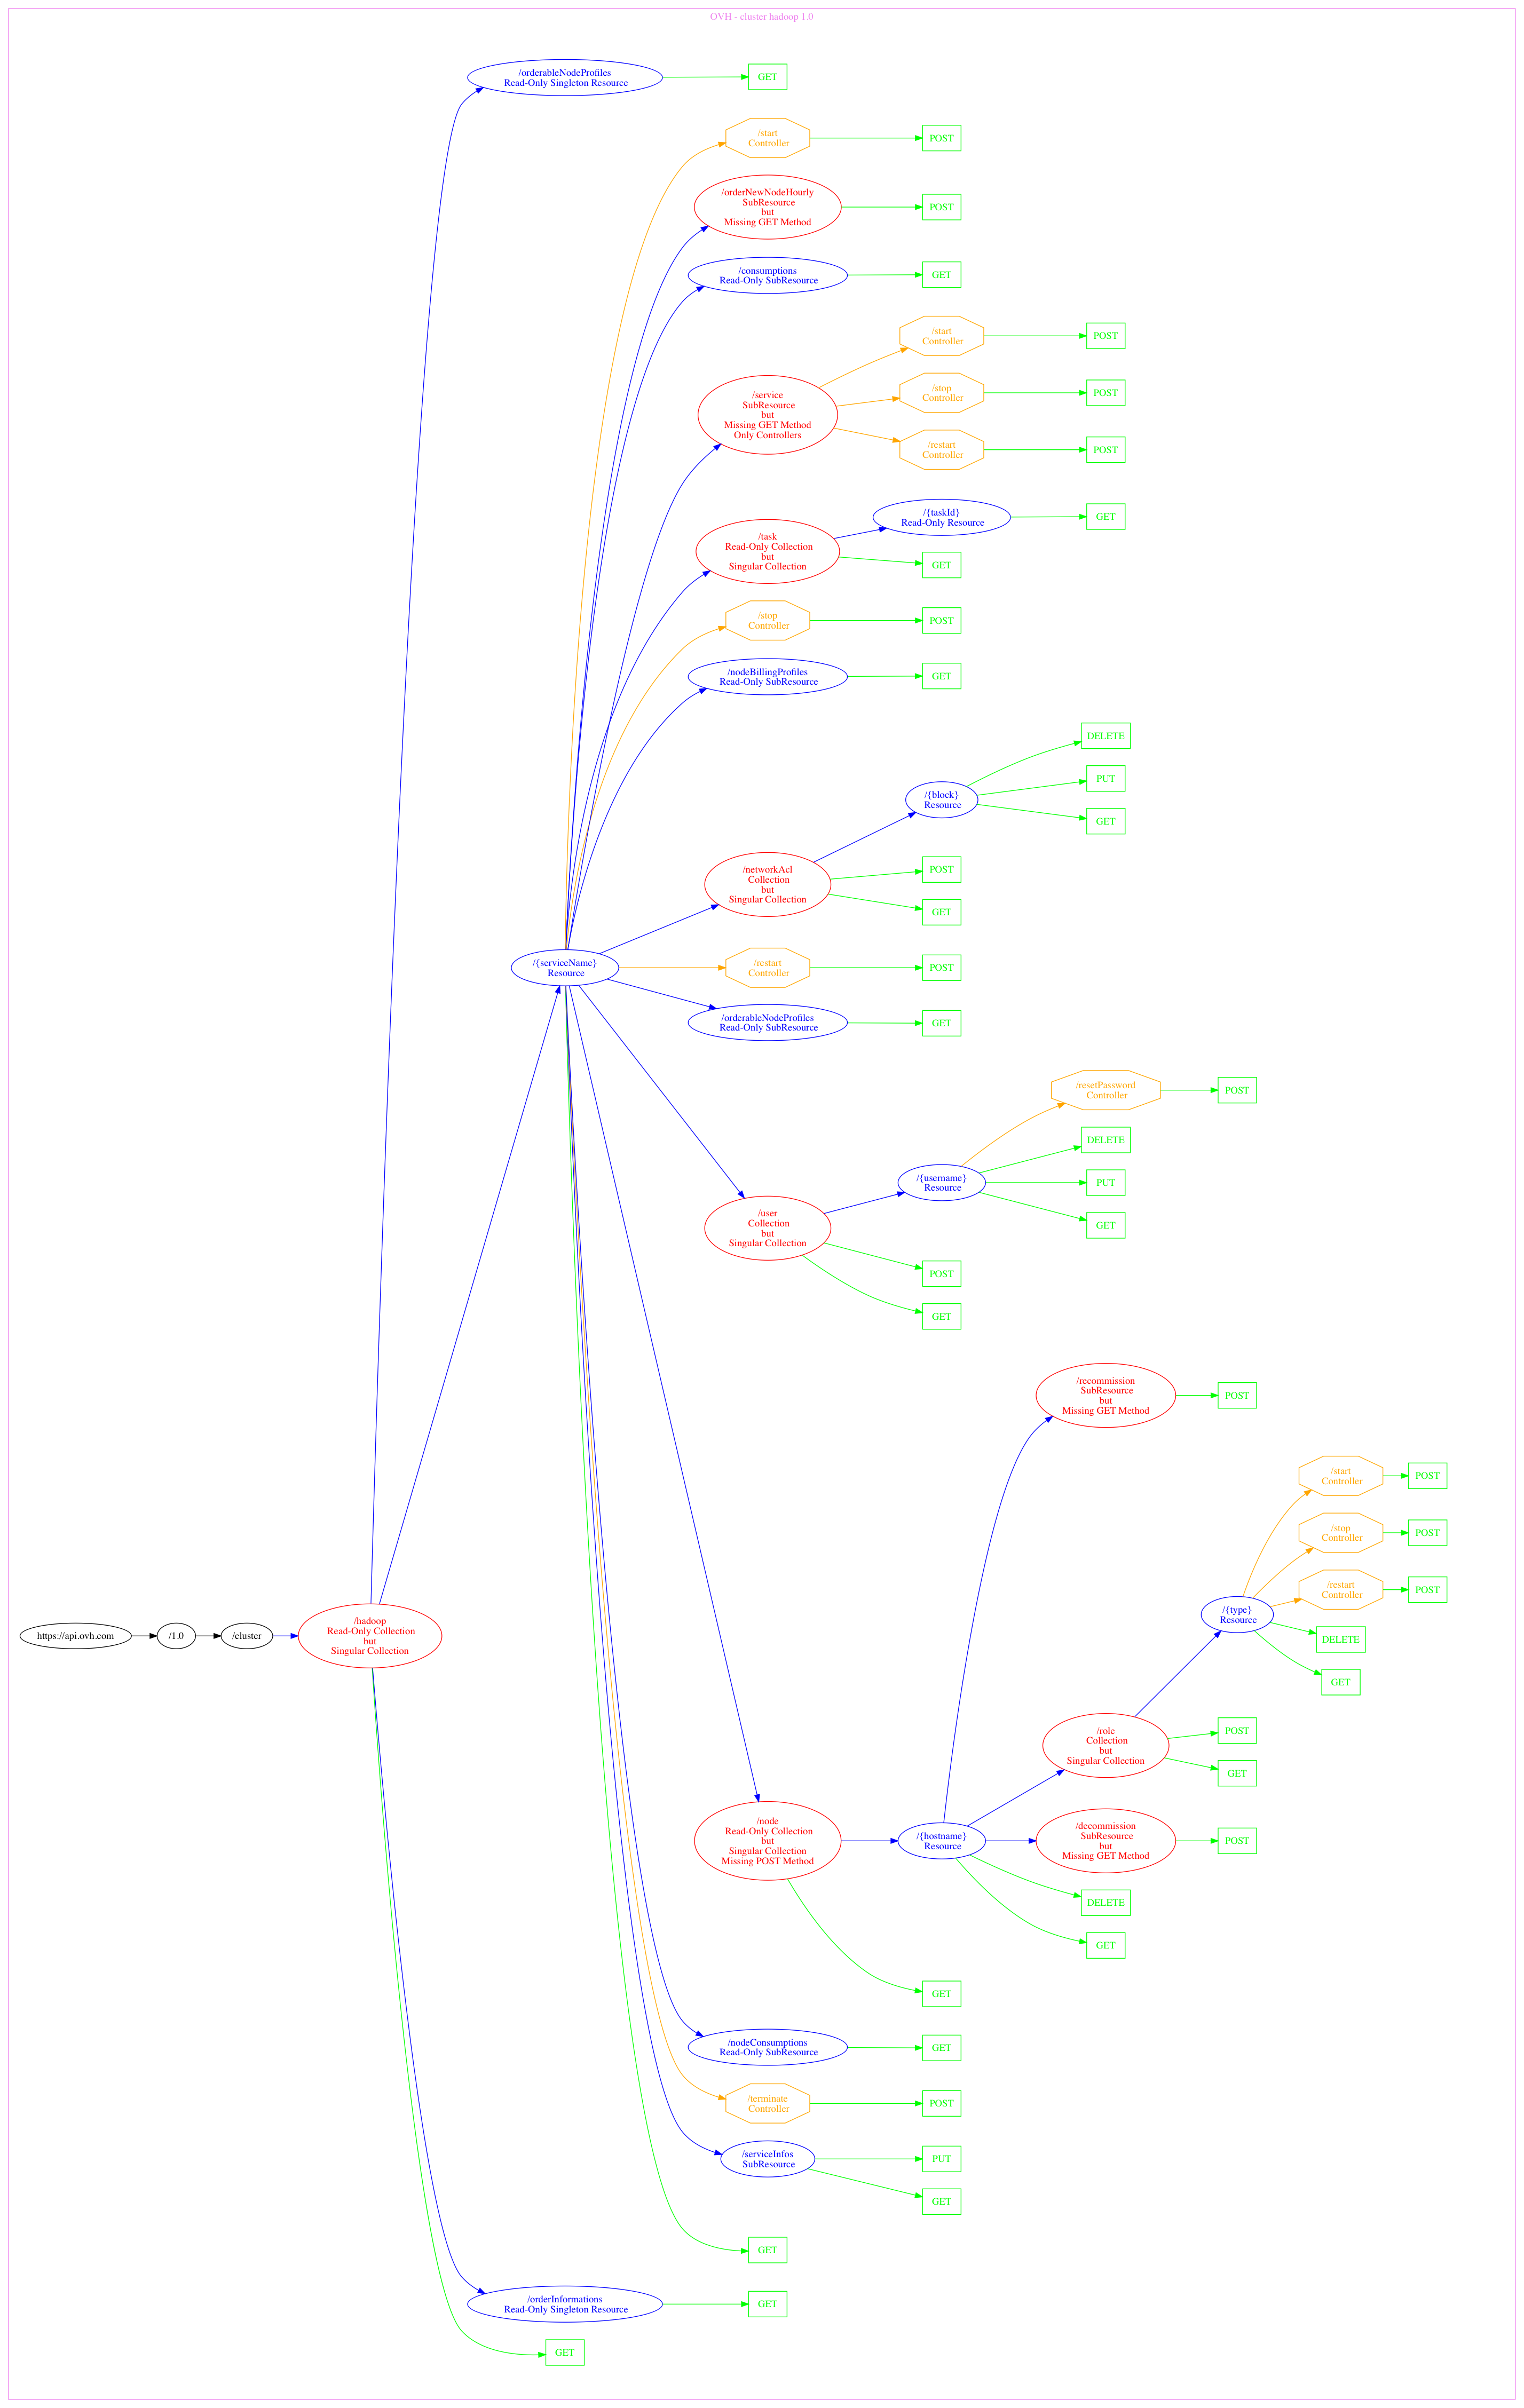 OVH - cluster hadoop 1.0
/orderableNodeProfiles
Read-Only Singleton Resource
GET
/start
Controller
POST
/orderNewNodeHourly
SubResource
but
Missing GET Method
POST
/consumptions
Read-Only SubResource
GET
/service
SubResource
but
Missing GET Method
Only Controllers
/start
Controller
POST
/stop
Controller
POST
/restart
Controller
POST
/task
Read-Only Collection
but
Singular Collection
/{taskId}
Read-Only Resource
GET
GET
/stop
Controller
POST
/nodeBillingProfiles
Read-Only SubResource
GET
/networkAcl
Collection
but
Singular Collection
/{block}
Resource
DELETE
PUT
GET
POST
GET
/{serviceName}
Resource
/restart
Controller
POST
/orderableNodeProfiles
Read-Only SubResource
GET
/user
Collection
but
Singular Collection
/{username}
Resource
/resetPassword
Controller
POST
DELETE
PUT
GET
POST
GET
https://api.ovh.com
/1.0
/cluster
/hadoop
Read-Only Collection
but
Singular Collection
/node
Read-Only Collection
but
Singular Collection
Missing POST Method
/{hostname}
Resource
/recommission
SubResource
but
Missing GET Method
POST
/role
Collection
but
Singular Collection
/{type}
Resource
/start
Controller
POST
/stop
Controller
POST
/restart
Controller
POST
DELETE
GET
POST
GET
/decommission
SubResource
but
Missing GET Method
POST
DELETE
GET
GET
/nodeConsumptions
Read-Only SubResource
GET
/terminate
Controller
POST
/serviceInfos
SubResource
PUT
GET
GET
/orderInformations
Read-Only Singleton Resource
GET
GET